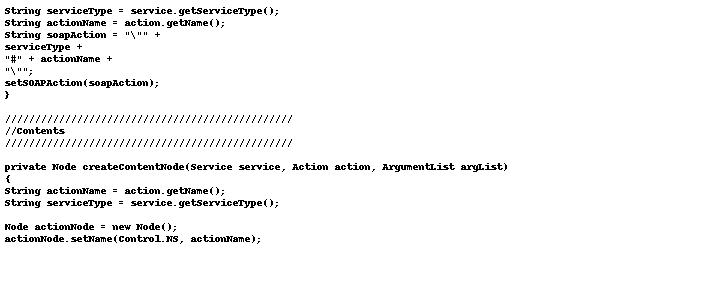 String serviceType = service.getServiceType();
String actionName = action.getName();
String soapAction = "\"" +
serviceType +
"#" + actionName +
"\"";
setSOAPAction(soapAction);
}
////////////////////////////////////////////////
//Contents
////////////////////////////////////////////////
private Node createContentNode(Service service, Action action, ArgumentList argList)
{
String actionName = action.getName();
String serviceType = service.getServiceType();
Node actionNode = new Node();
actionNode.setName(Control.NS, actionName);